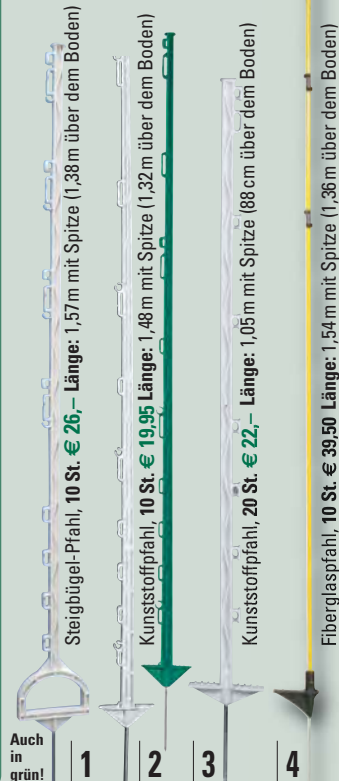 Auch
in
grün!
1
Steigbügel-Pfahl, 10 St. € 26,– Länge: 1,57 m mit Spitze (1,38 m über dem Boden)
2
Kunststoffpfahl, 10 St. € 19,95 Länge: 1,48 m mit Spitze (1,32 m über dem Boden)
3
Kunststoffpfahl, 20 St. € 22,– Länge: 1,05 m mit Spitze (88 cm über dem Boden)
4
Fiberglaspfahl, 10 St. € 39,50 Länge: 1,54 m mit Spitze (1,36 m über dem Boden)